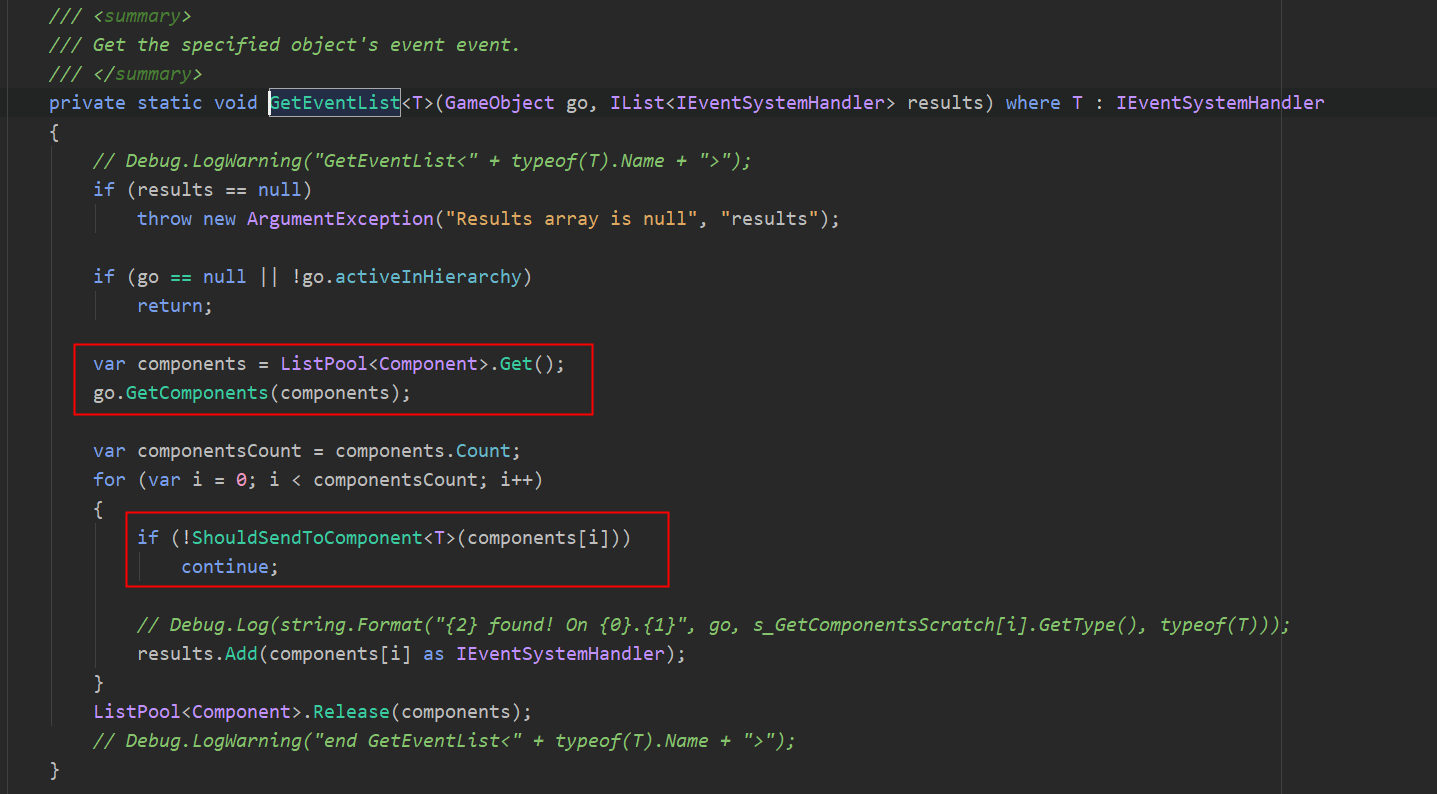 /// <summary>
/// Get the specified object's event event.
/// </summary>
private static void GetEventList<T>(GameObject go, IList<IEventSystemHandler> results) where T : IEventSystemHandler
{
// Debug.LogWarning("GetEventList<" + typeof(T).Name + ">");
if (results == null)
throw new ArgumentException("Results array is null", "results");
if (go == null || !go.activeInHierarchy)
return;
var components = ListPool<Component>.Get();
go.GetComponents(components);
var componentsCount = components.Count;
for (var i = 0; i < componentsCount; i++)
{
if (!ShouldSendToComponent<T>(components[i]))
continue;
// Debug.Log(string.Format("{2} found! On {0}.{1}", go, s_GetComponentsScratch[i].GetType(), typeof(T)));
results.Add(components[i] as IEventSystemHandler);
}
ListPool<Component>.Release(components);
// Debug.LogWarning("end GetEventList<" + typeof(T).Name + ">");
}